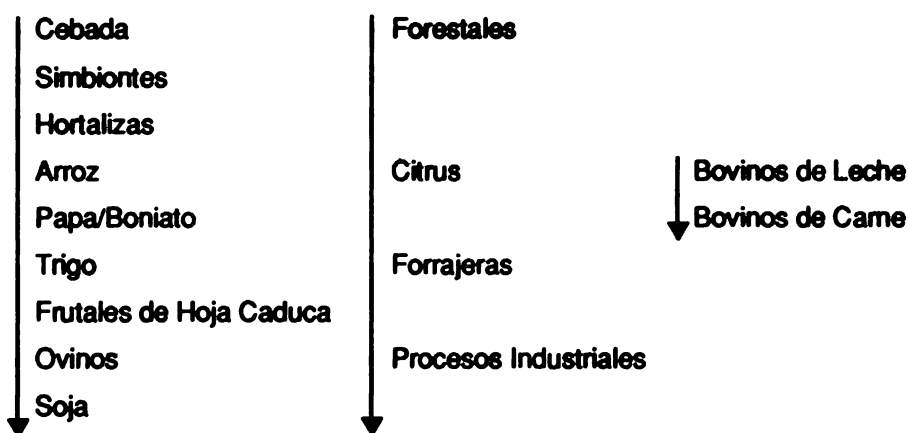 Cebada Forestales
Simbiontes
Hortalizas
Arroz Citrus Bovinos de Leche
Papa/Boniato Bovinos de Carne
Trigo Forrajeras
Frutales de Hoja Caduca
Ovinos Procesos Industriales
Soja